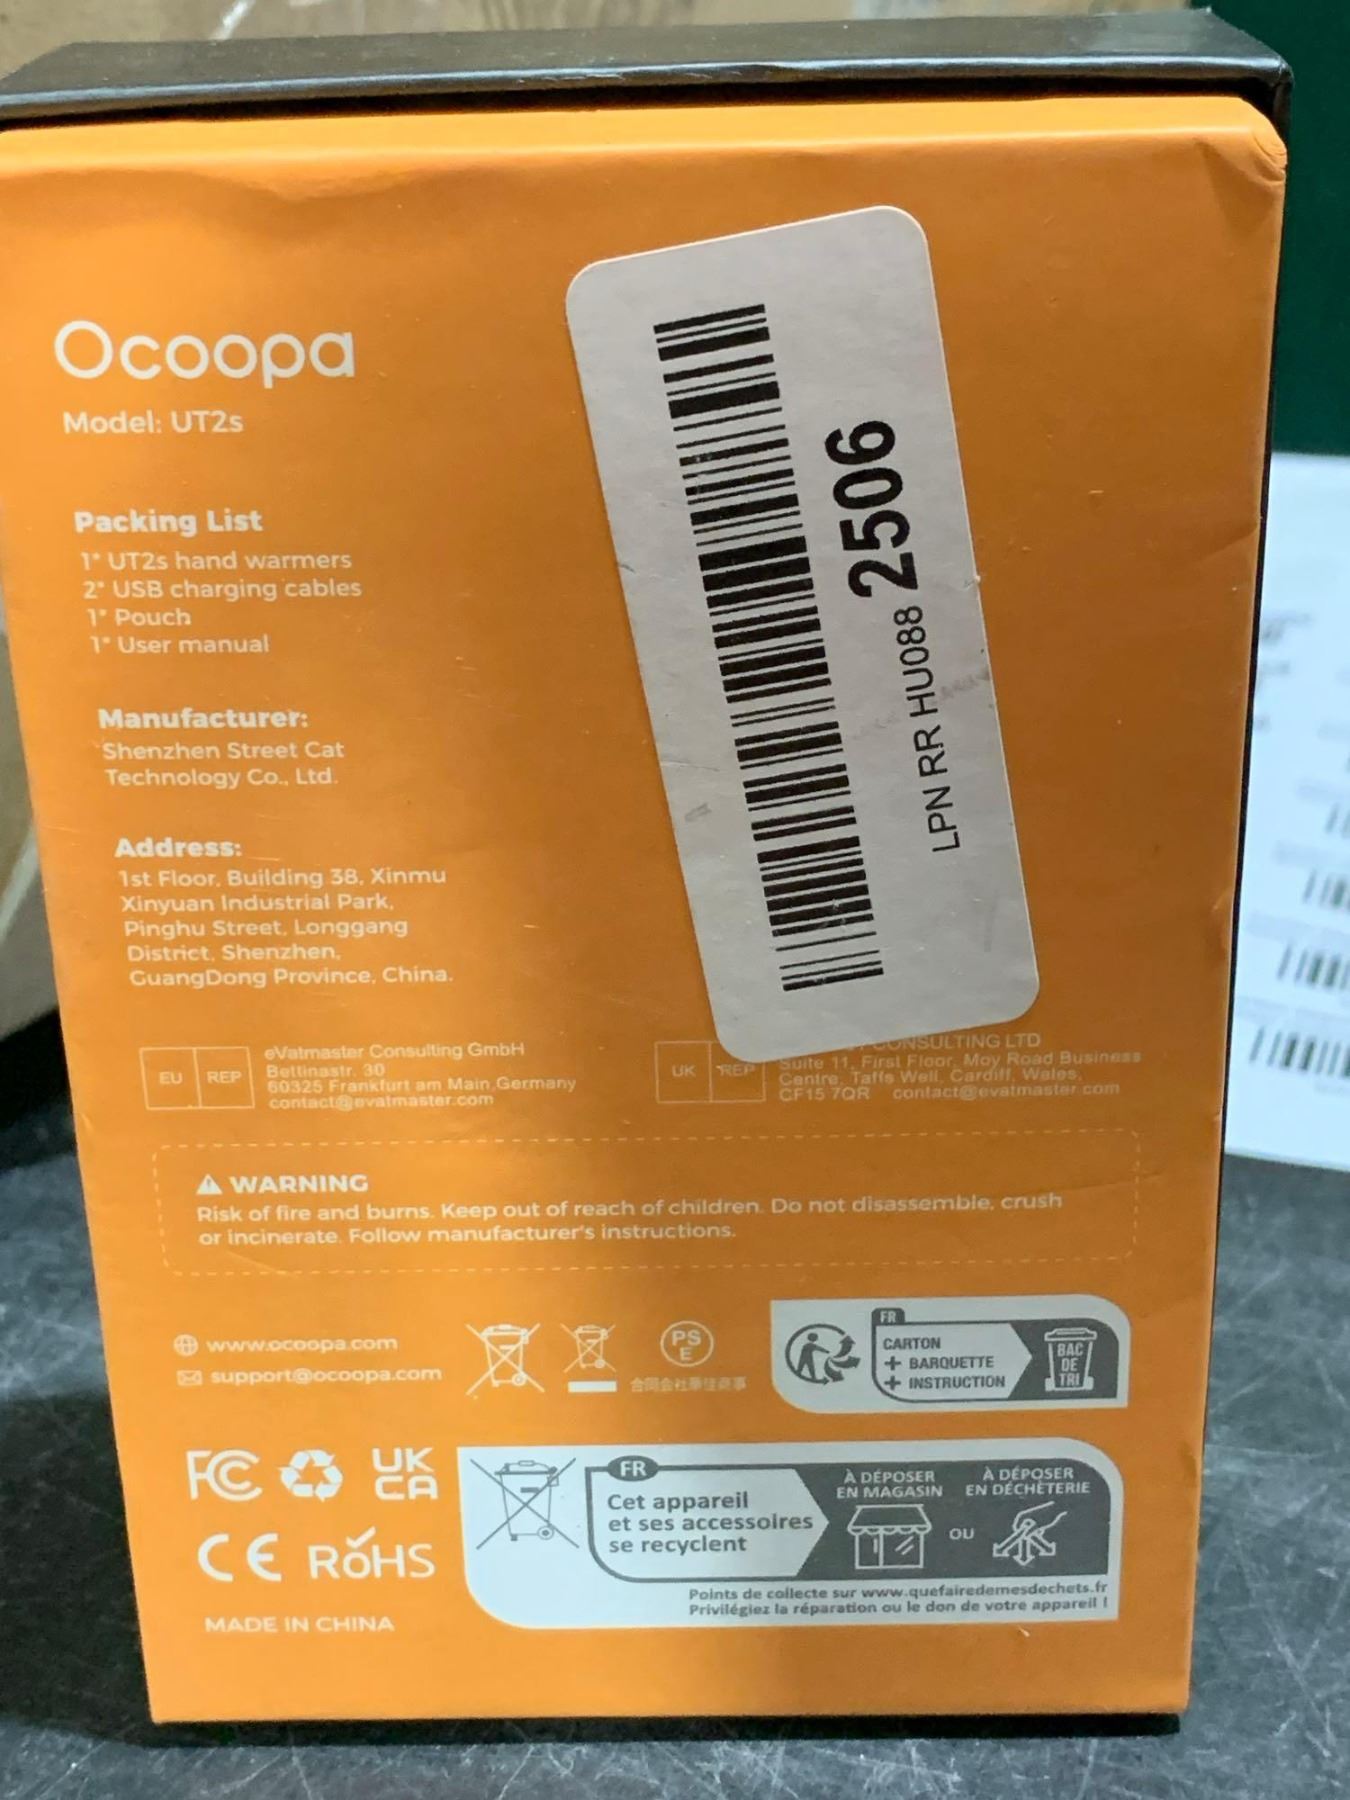 Ocoopa
Model: UT2s
Packing List
1* UT2s hand warmers
2* USB charging cables
1* Pouch
1* User manual
Manufacturer:
Shenzhen Street Cat
Technology Co., Ltd.
Address:
1st Floor, Building 38, Xinmu
Xinyuan Industrial Park,
Pinghu Street, Longgang
District, Shenzhen,
GuangDong Province, China.
LPN RR HU088 2506
EU REP
eVatmaster Consulting GmbH
Bettinastr. 30
60325 Frankfurt am Main,Germany
contact@evatmaster.com
UK REP
CONSULTING LTD
Suite 11, First Floor, Moy Road Business
Centre, Taffs Well, Cardiff, Wales,
CF15 7QR contact@evatmaster.com
WARNING
Risk of fire and burns. Keep out of reach of children. Do not disassemble, crush
or incinerate. Follow manufacturer's instructions.
www.ocoopa.com
support@ocoopa.com
PS
E
FR
CARTON
+ BARQUETTE
+ INSTRUCTION
BAC
DE
TRI
FC
UK
CA
CE RoHS
MADE IN CHINA
FR
Cet appareil
et ses accessoires
se recyclent
À DÉPOSER
EN MAGASIN
OU
À DÉPOSER
EN DÉCHÈTERIE
Points de collecte sur www.quefairedemesdechets.fr
Privilégiez la réparation ou le don de votre appareil !